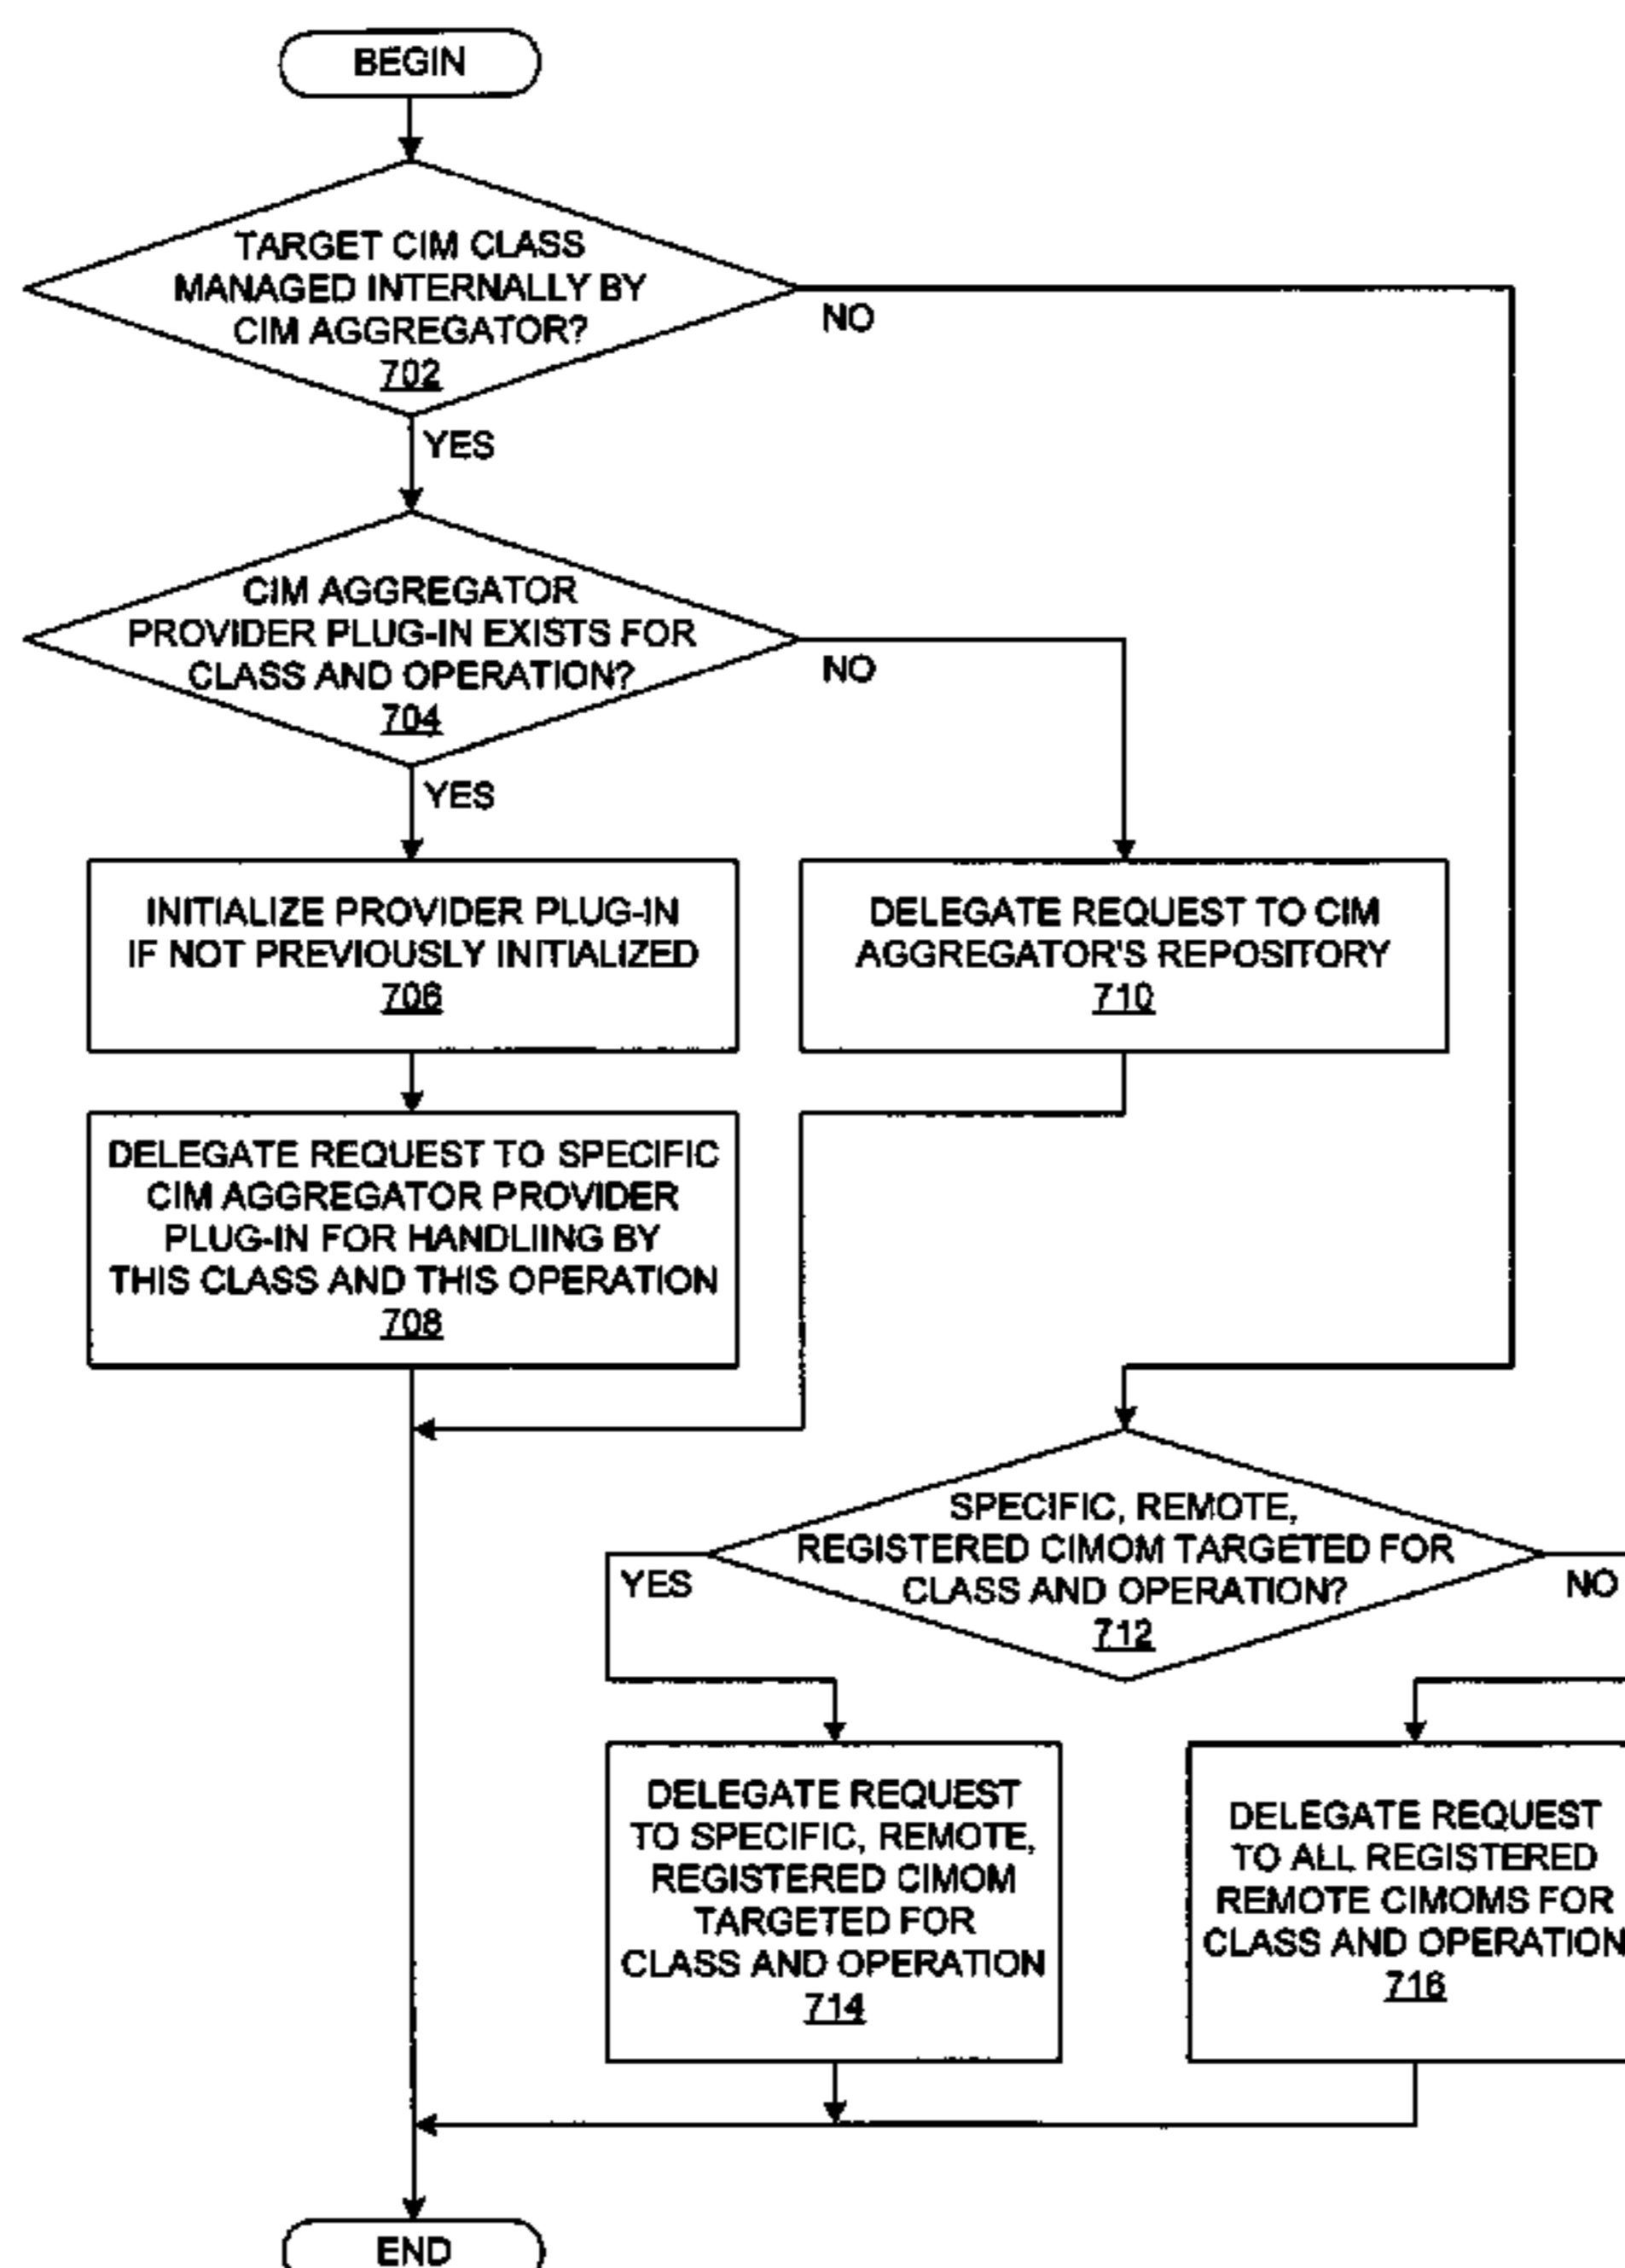 BEGIN
TARGET CIM CLASS
MANAGED INTERNALLY BY
CIM AGGREGATOR?
702
NO
YES
CIM AGGREGATOR
PROVIDER PLUG-IN EXISTS FOR
CLASS AND OPERATION?
704
NO
YES
INITIALIZE PROVIDER PLUG-IN
IF NOT PREVIOUSLY INITIALIZED
706
DELEGATE REQUEST TO CIM
AGGREGATOR'S REPOSITORY
710
DELEGATE REQUEST TO SPECIFIC
CIM AGGREGATOR PROVIDER
PLUG-IN FOR HANDLIING BY
THIS CLASS AND THIS OPERATION
708
SPECIFIC, REMOTE,
REGISTERED CIMOM TARGETED FOR
CLASS AND OPERATION?
712
YES
NO
DELEGATE REQUEST
TO SPECIFIC, REMOTE,
REGISTERED CIMOM
TARGETED FOR
CLASS AND OPERATION
714
DELEGATE REQUEST
TO ALL REGISTERED
REMOTE CIMOMS FOR
CLASS AND OPERATION
716
END